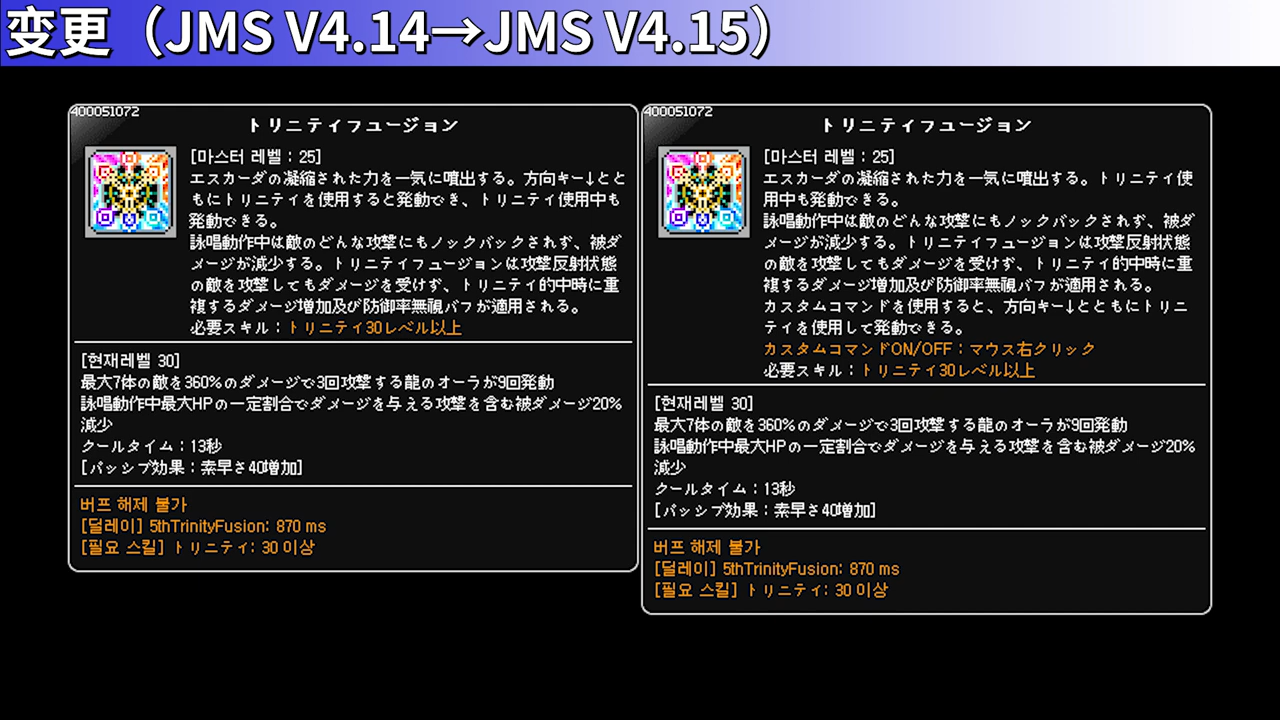 変更（JMS V4.14→JMS V4.15）
400051072
トリニティフュージョン
[마스터 레벨：25]
エスカーダの凝縮された力を一気に噴出する。方向キー↓とと
もにトリニティを使用すると発動でき、トリニティ使用中も
発動できる。
詠唱動作中は敵のどんな攻撃にもノックバックされず、被ダ
メージが減少する。トリニティフュージョンは攻撃反射状態
の敵を攻撃してもダメージを受けず、トリニティ的中時に重
複するダメージ増加及び防御率無視バフが適用される。
必要スキル：トリニティ30レベル以上
[현재레벨 30]
最大7体の敵を360%のダメージで3回攻撃する龍のオーラが9回発動
詠唱動作中最大HPの一定割合でダメージを与える攻撃を含む被ダメージ20%
減少
クールタイム：13秒
[パッシブ効果：素早さ40増加]
버프 해제 불가
[딜레이] 5thTrinityFusion: 870 ms
[필요 스킬] トリニティ: 30 이상
400051072
トリニティフュージョン
[마스터 레벨：25]
エスカーダの凝縮された力を一気に噴出する。トリニティ使
用中も発動できる。
詠唱動作中は敵のどんな攻撃にもノックバックされず、被ダ
メージが減少する。トリニティフュージョンは攻撃反射状態
の敵を攻撃してもダメージを受けず、トリニティ的中時に重
複するダメージ増加及び防御率無視バフが適用される。
カスタムコマンドを使用すると、方向キー↓とともにトリニ
ティを使用して発動できる。
カスタムコマンドON/OFF：マウス右クリック
必要スキル：トリニティ30レベル以上
[현재레벨 30]
最大7体の敵を360%のダメージで3回攻撃する龍のオーラが9回発動
詠唱動作中最大HPの一定割合でダメージを与える攻撃を含む被ダメージ20%
減少
クールタイム：13秒
[パッシブ効果：素早さ40増加]
버프 해제 불가
[딜레이] 5thTrinityFusion: 870 ms
[필요 스킬] トリニティ: 30 이상